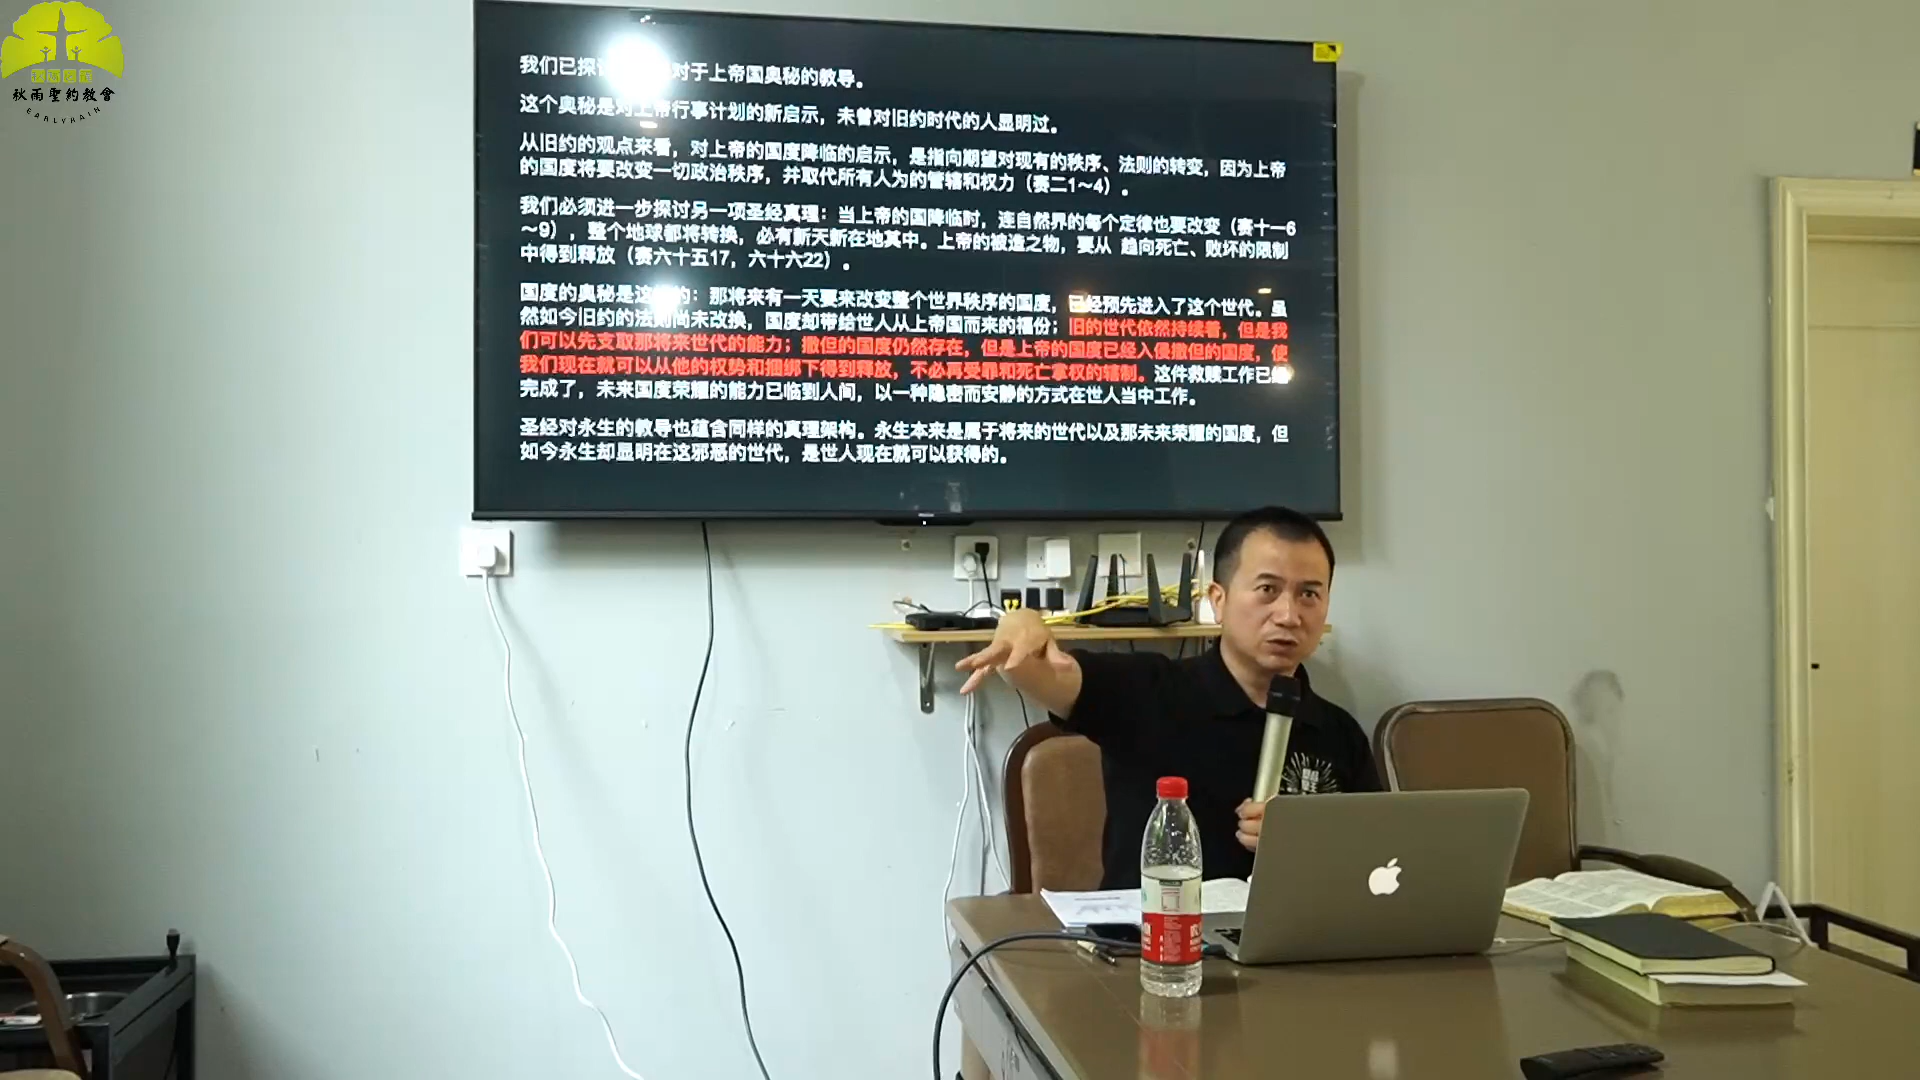 秋雨聖約教會
EARLYRAIN
我们已探讨
对于上帝国奥秘的教导。
这个奥秘是对上帝行事计划的新启示，未曾对旧约时代的人显明过。
从旧约的观点来看，对上帝的国度降临的启示，是指向期望对现有的秩序、法则的转变，因为上帝
的国度将要改变一切政治秩序，并取代所有人为的管辖和权力（赛二1～4）。
我们必须进一步探讨另一项圣经真理：当上帝的国降临时，连自然界的每个定律也要改变（赛十一6
～9），整个地球都将转换，必有新天新在地其中。上帝的被造之物，要从 趋向死亡、败坏的限制
中得到释放（赛六十五17，六十六22）。
国度的奥秘是这样的：那将来有一天要来改变整个世界秩序的国度，已经预先进入了这个世代。虽
然如今旧约的法则尚未改换，国度却带给世人从上帝国而来的福份；旧的世代依然持续着，但是我
们可以先支取那将来世代的能力；撒但的国度仍然存在，但是上帝的国度已经入侵撒但的国度，使
我们现在就可以从他的权势和捆绑下得到释放，不必再受罪和死亡掌权的辖制。这件救赎工作已经
完成了，未来国度荣耀的能力已临到人间，以一种隐密而安静的方式在世人当中工作。
圣经对永生的教导也蕴含同样的真理架构。永生本来是属于将来的世代以及那未来荣耀的国度，但
如今永生却显明在这邪恶的世代，是世人现在就可以获得的。